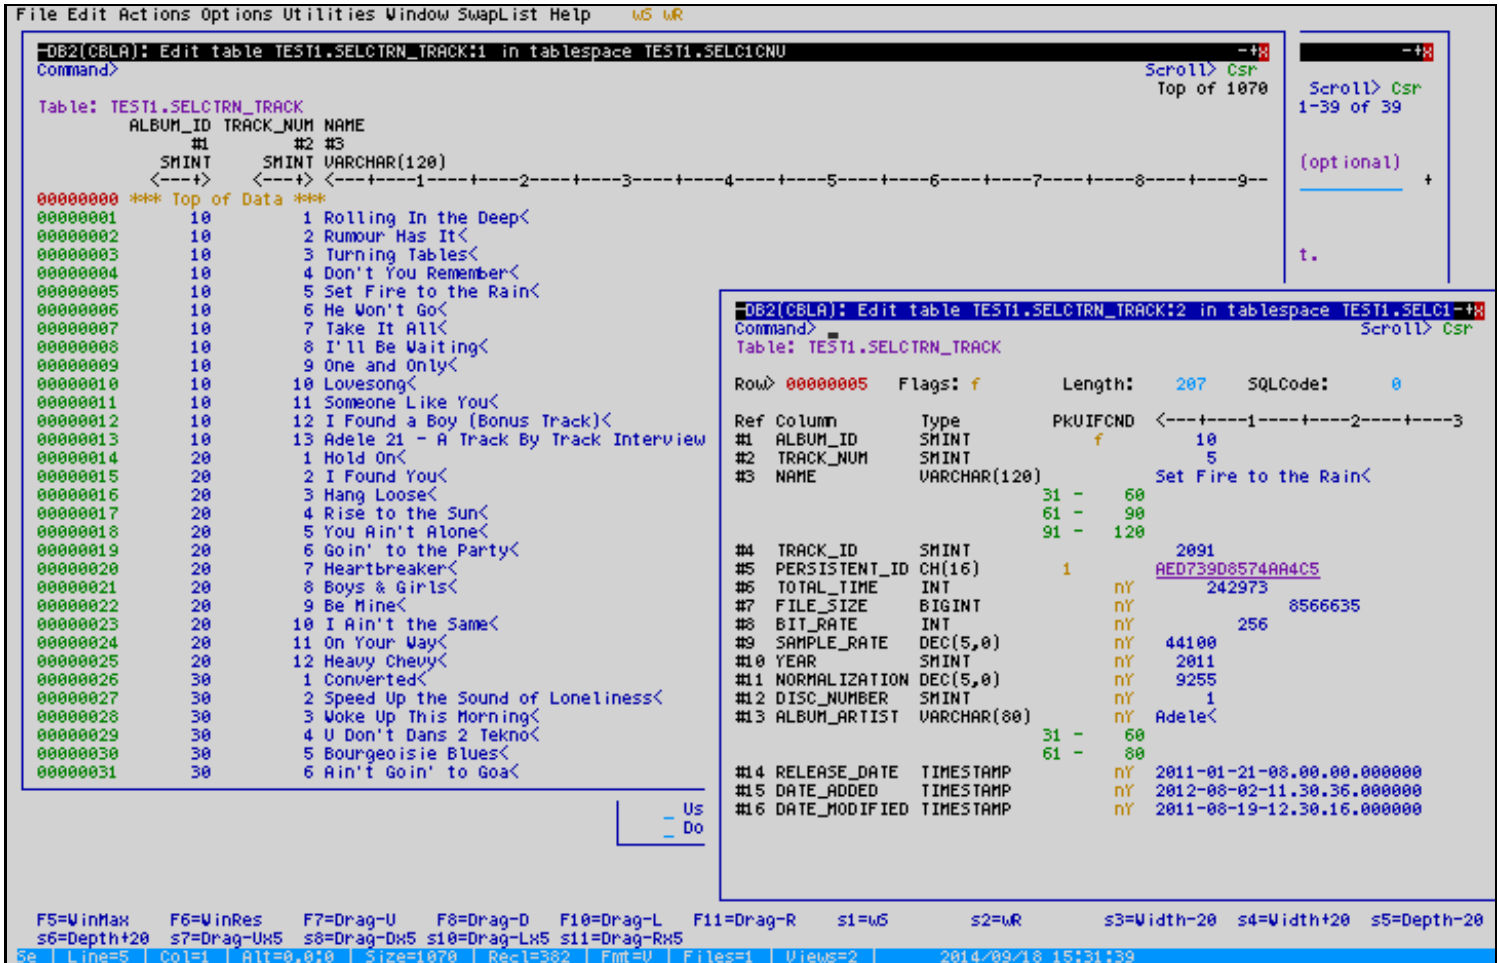 File Edit Actions Options Utilities Window SwapList Help wS wR
-DB2(CBLA): Edit table TEST1.SELCTRN_TRACK:1 in tablespace TEST1.SELC1CNU -+x
Command> Scroll> Csr
Top of 1070
Table: TEST1.SELCTRN_TRACK
ALBUM_ID TRACK_NUM NAME
#1 #2 #3
SMINT SMINT VARCHAR(120)
<---+> <---+> <---+----1----+----2----+----3----+----4----+----5----+----6----+----7----+----8----+----9--
00000000 **** Top of Data ****
00000001 10 1 Rolling In the Deep<
00000002 10 2 Rumour Has It<
00000003 10 3 Turning Tables<
00000004 10 4 Don't You Remember<
00000005 10 5 Set Fire to the Rain<
00000006 10 6 He Won't Go<
00000007 10 7 Take It All<
00000008 10 8 I'll Be Waiting<
00000009 10 9 One and Only<
00000010 10 10 Lovesong<
00000011 10 11 Someone Like You<
00000012 10 12 I Found a Boy (Bonus Track)<
00000013 10 13 Adele 21 - A Track By Track Interview
00000014 20 1 Hold On<
00000015 20 2 I Found You<
00000016 20 3 Hang Loose<
00000017 20 4 Rise to the Sun<
00000018 20 5 You Ain't Alone<
00000019 20 6 Goin' to the Party<
00000020 20 7 Heartbreaker<
00000021 20 8 Boys & Girls<
00000022 20 9 Be Mine<
00000023 20 10 I Ain't the Same<
00000024 20 11 On Your Way<
00000025 20 12 Heavy Chevy<
00000026 30 1 Converted<
00000027 30 2 Speed Up the Sound of Loneliness<
00000028 30 3 Woke Up This Morning<
00000029 30 4 U Don't Dans 2 Tekno<
00000030 30 5 Bourgeoisie Blues<
00000031 30 6 Ain't Goin' to Goa<
-+x
Scroll> Csr
1-39 of 39
(optional)
+
t.
-DB2(CBLA): Edit table TEST1.SELCTRN_TRACK:2 in tablespace TEST1.SELC1-+x
Command> _ Scroll> Csr
Table: TEST1.SELCTRN_TRACK
Row> 00000005 Flags: f Length: 207 SQLCode: 0
Ref Column Type PKUIFCND <---+----1----+----2----+----3
#1 ALBUM_ID SMINT f 10
#2 TRACK_NUM SMINT 5
#3 NAME VARCHAR(120) Set Fire to the Rain<
31 - 60
61 - 90
91 - 120
#4 TRACK_ID SMINT 2091
#5 PERSISTENT_ID CH(16) 1 AED739D8574AA4C5
#6 TOTAL_TIME INT nY 242973
#7 FILE_SIZE BIGINT nY 8566635
#8 BIT_RATE INT nY 256
#9 SAMPLE_RATE DEC(5,0) nY 44100
#10 YEAR SMINT nY 2011
#11 NORMALIZATION DEC(5,0) nY 9255
#12 DISC_NUMBER SMINT nY 1
#13 ALBUM_ARTIST VARCHAR(80) nY Adele<
31 - 60
61 - 80
#14 RELEASE_DATE TIMESTAMP nY 2011-01-21-08.00.00.000000
#15 DATE_ADDED TIMESTAMP nY 2012-08-02-11.30.36.000000
#16 DATE_MODIFIED TIMESTAMP nY 2011-08-19-12.30.16.000000
_ Us
_ Do
F5=WinMax F6=WinRes F7=Drag-U F8=Drag-D F10=Drag-L F11=Drag-R s1=wS s2=wR s3=Width-20 s4=Width+20 s5=Depth-20
s6=Depth+20 s7=Drag-Ux5 s8=Drag-Dx5 s10=Drag-Lx5 s11=Drag-Rx5
Se | Line=5 | Col=1 | Alt=0,0;0 | Size=1070 | Recl=382 | Fmt=V | Files=1 | Views=2 | 2014/09/18 15:31:39